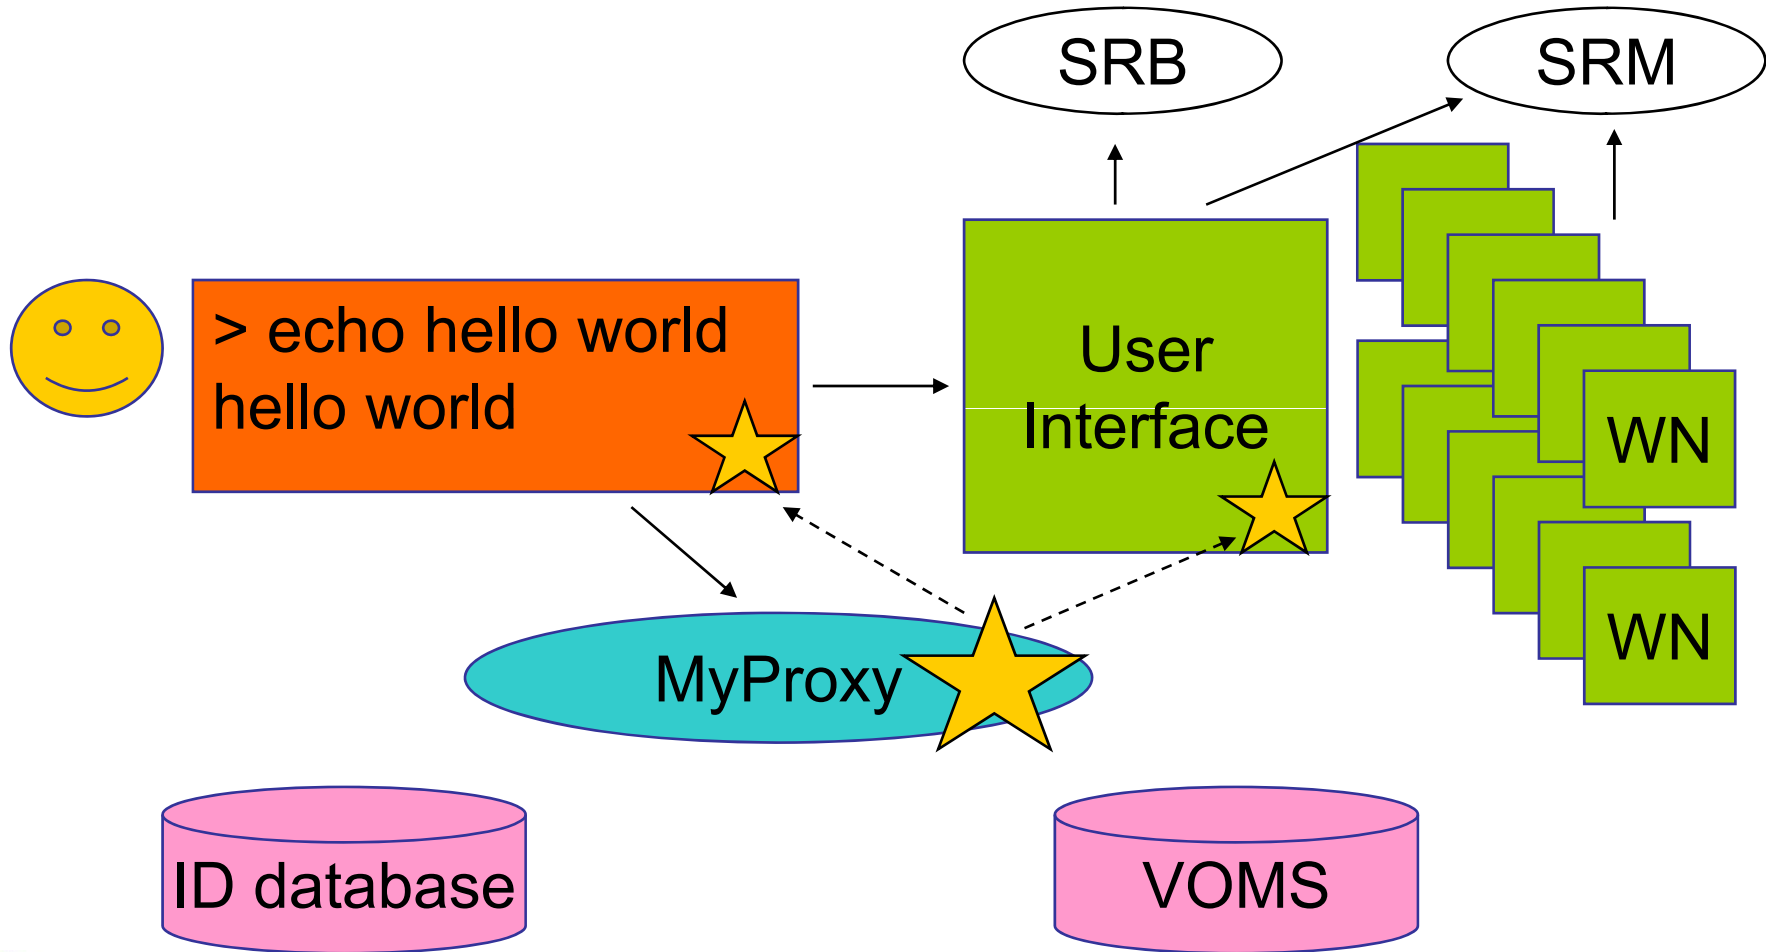 SRB
SRM
> echo hello world
hello world
User
Interface
WN
WN
MyProxy
ID database
VOMS